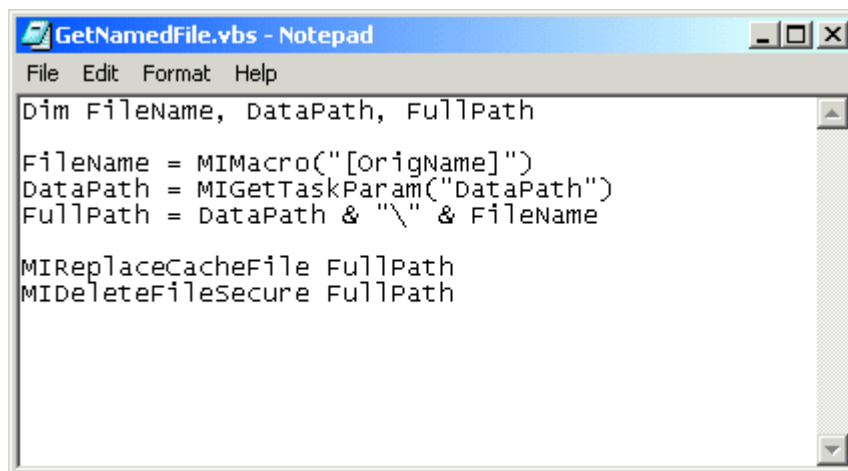 GetNamedFile.vbs - Notepad
File Edit Format Help
Dim FileName, DataPath, FullPath
FileName = MIMacro("[OrigName]")
DataPath = MIGetTaskParam("DataPath")
FullPath = DataPath & "\" & FileName
MIReplaceCacheFile FullPath
MIDeleteFileSecure FullPath